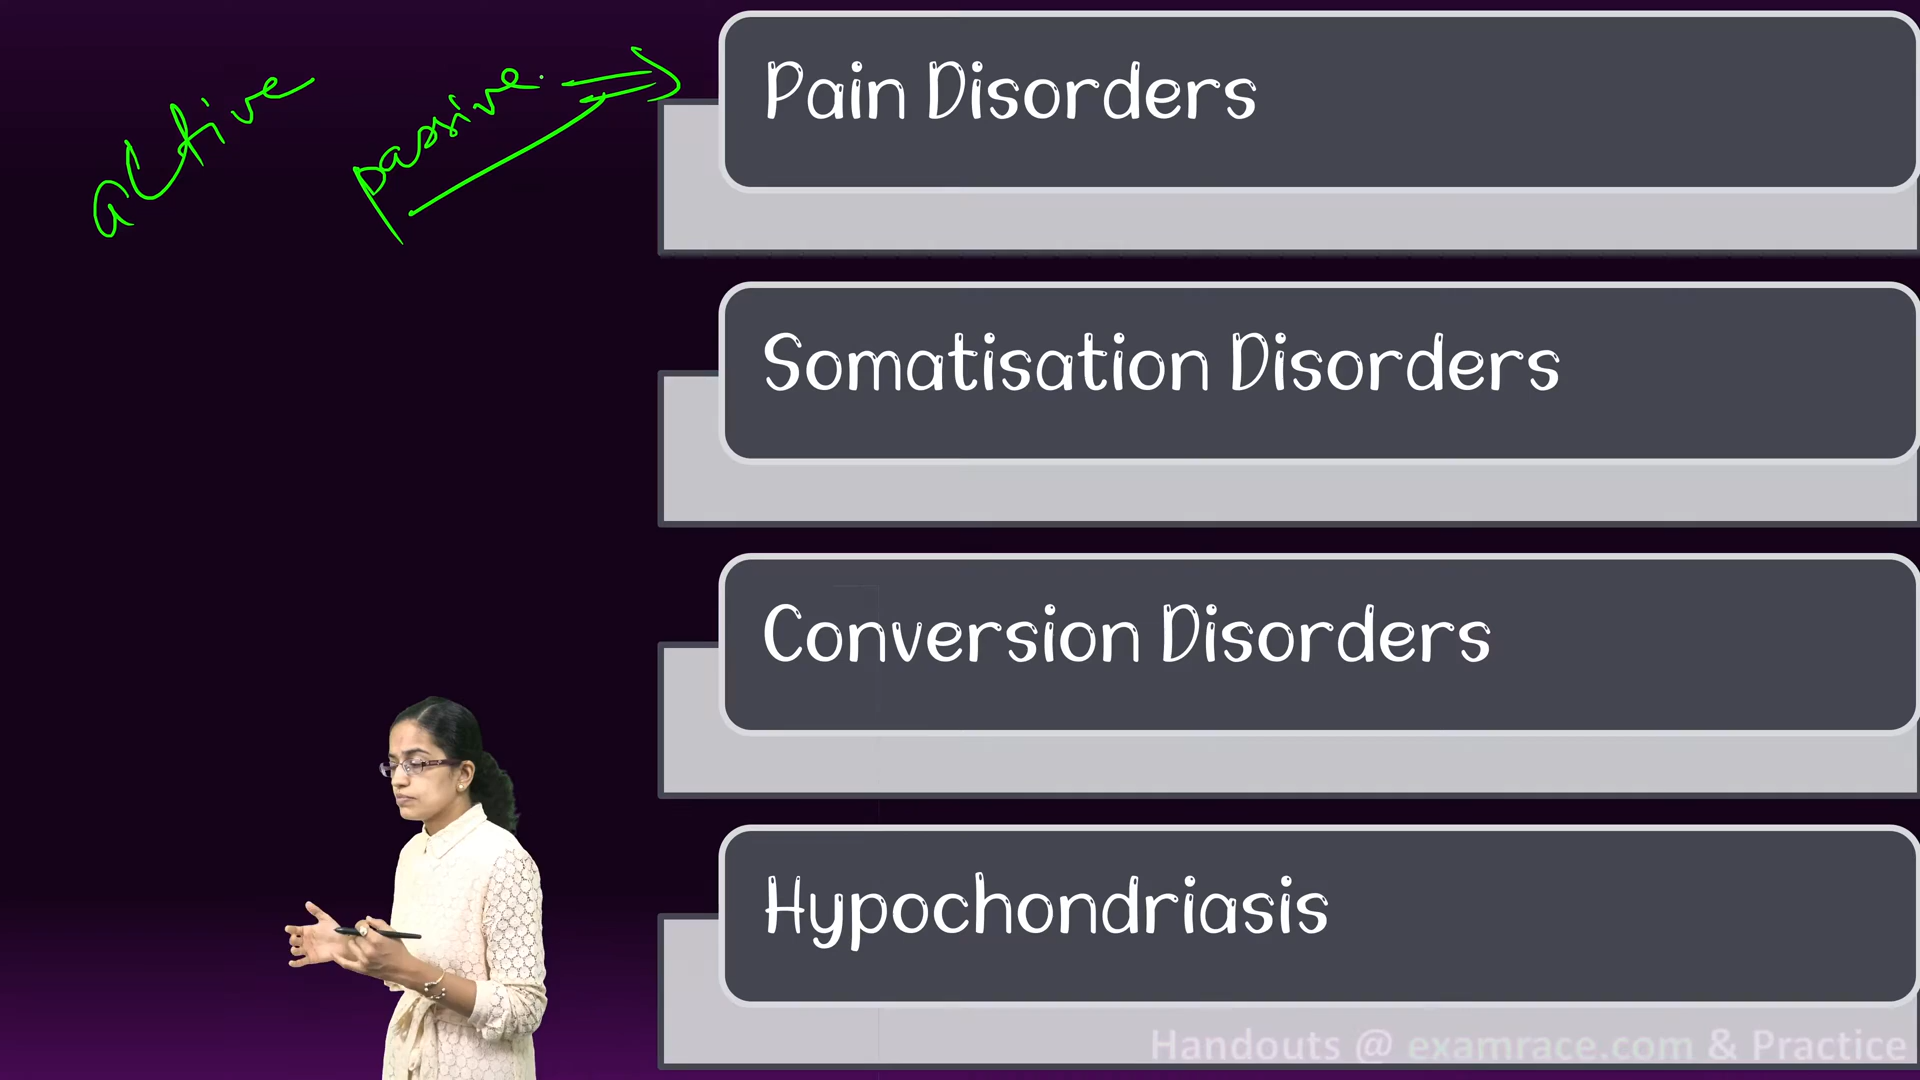 active
passive.
Pain Disorders
Somatisation Disorders
Conversion Disorders
Hypochondriasis
Handouts @ examrace.com & Practice